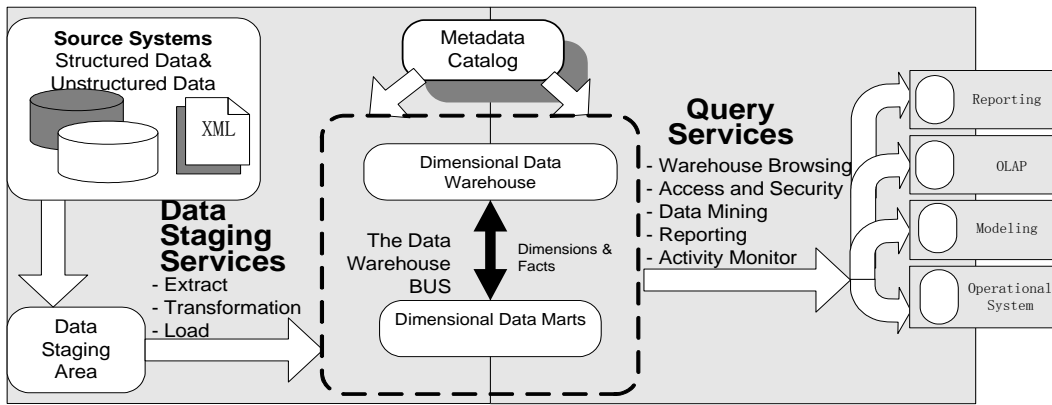 Source Systems
Structured Data&
Unstructured Data
XML
Data
Staging
Services
- Extract
- Transformation
- Load
Data
Staging
Area
Metadata
Catalog
Dimensional Data
Warehouse
The Data
Warehouse
BUS
Dimensions &
Facts
Dimensional Data Marts
Query
Services
- Warehouse Browsing
- Access and Security
- Data Mining
- Reporting
- Activity Monitor
Reporting
OLAP
Modeling
Operational
System